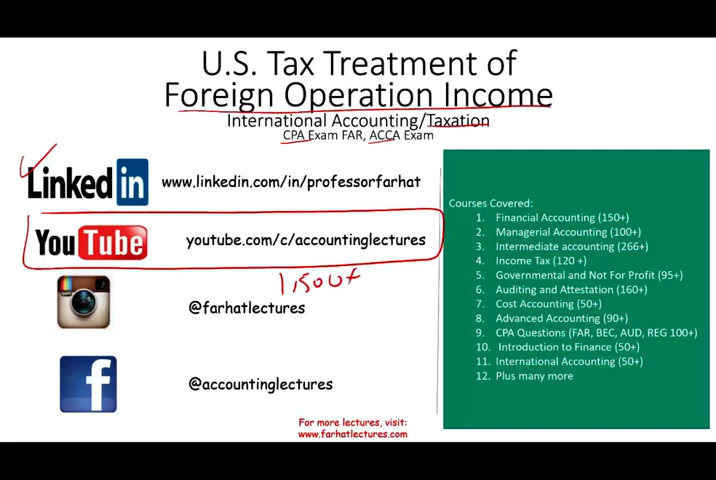 U.S. Tax Treatment of
Foreign Operation Income
International Accounting/Taxation
CPA Exam FAR, ACCA Exam
Linked in www.linkedin.com/in/professorfarhat
YouTube youtube.com/c/accountinglectures
1,500+
@farhatlectures
f @accountinglectures
For more lectures, visit:
www.farhatlectures.com
Courses Covered:
1. Financial Accounting (150+)
2. Managerial Accounting (100+)
3. Intermediate accounting (266+)
4. Income Tax (120 +)
5. Governmental and Not For Profit (95+)
6. Auditing and Attestation (160+)
7. Cost Accounting (50+)
8. Advanced Accounting (90+)
9. CPA Questions (FAR, BEC, AUD, REG 100+)
10. Introduction to Finance (50+)
11. International Accounting (50+)
12. Plus many more